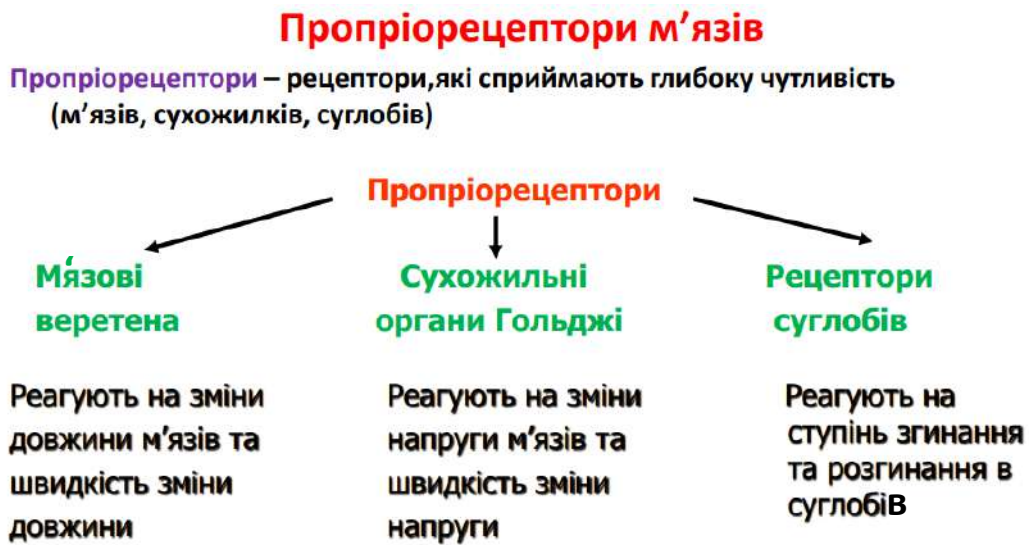 Пропріорецептори м’язів
Пропріорецептори – рецептори,які сприймають глибоку чутливість
(м’язів, сухожилків, суглобів)
Пропріорецептори
М’язові
веретена
Реагують на зміни
довжини м’язів та
швидкість зміни
довжини
Сухожильні
органи Гольджі
Реагують на зміни
напруги м’язів та
швидкість зміни
напруги
Рецептори
суглобів
Реагують на
ступінь згинання
та розгинання в
суглобів